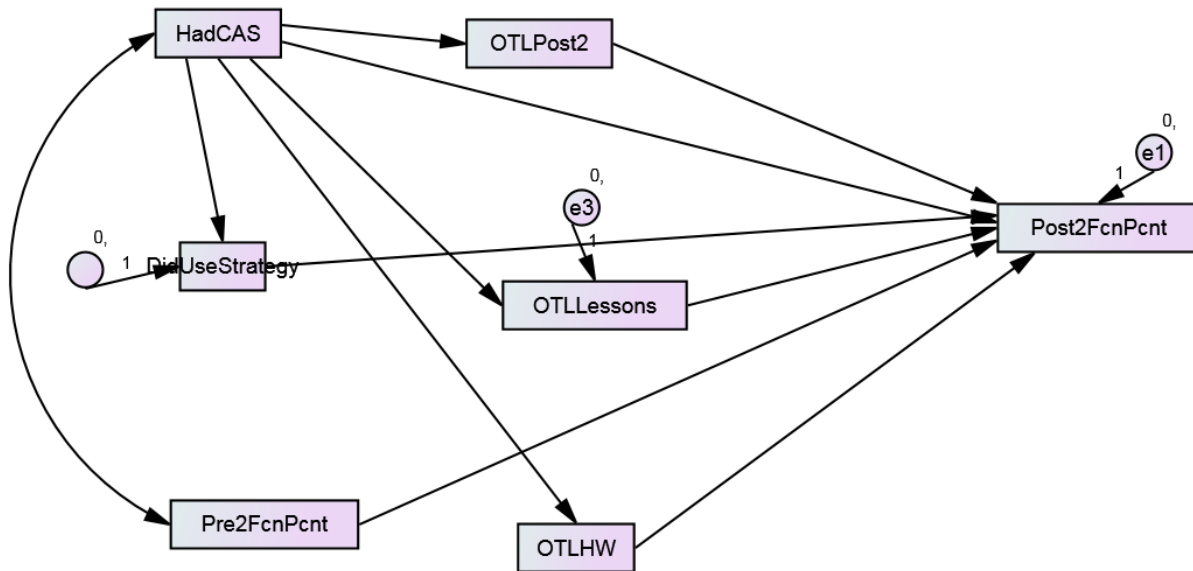 HadCAS
OTLPost2
0,
e1
1
Post2FcnPcnt
0,
e3
1
0,
1
DidUseStrategy
OTLLessons
Pre2FcnPcnt
OTLHW